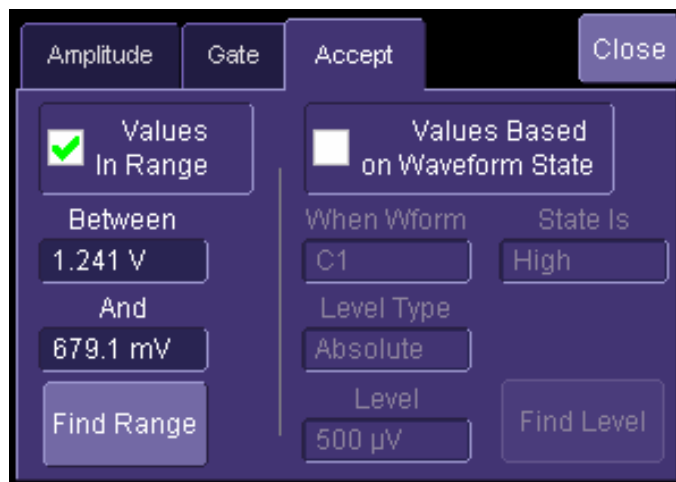 Amplitude
Gate
Accept
Close
Values
In Range
Between
1.241 V
And
679.1 mV
Find Range
Values Based
on Waveform State
When Wform
State Is
C1
High
Level Type
Absolute
Level
500 µV
Find Level